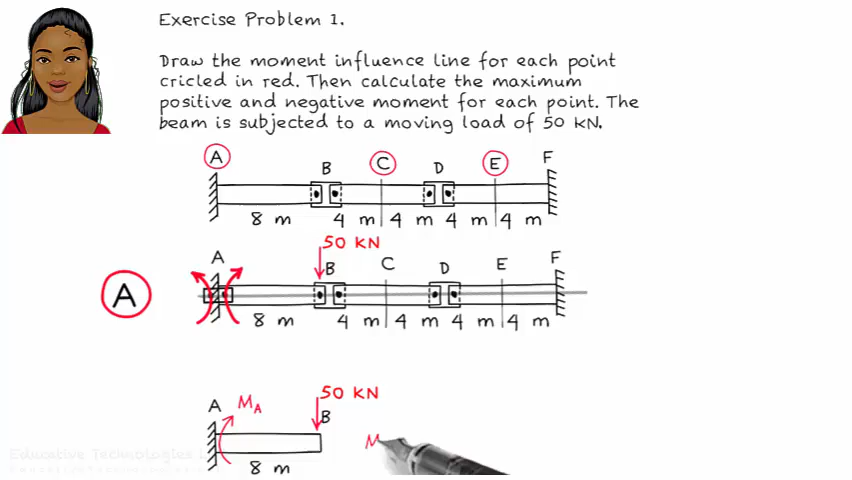 Exercise Problem 1.
Draw the moment influence line for each point
cricled in red. Then calculate the maximum
positive and negative moment for each point. The
beam is subjected to a moving load of 50 kN.
A B C D E F
8 m 4 m 4 m 4 m 4 m
50 KN
A B C D E F
A
8 m 4 m 4 m 4 m 4 m
50 KN
A MA B
M
Educative Technologies
8 m